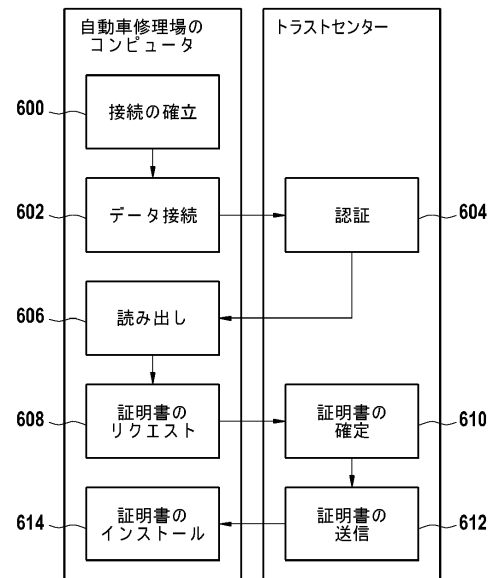 自動車修理場の
コンピュータ
トラストセンター
600
接続の確立
602
データ接続
認証
604
606
読み出し
608
証明書の
リクエスト
証明書の
確定
610
614
証明書の
インストール
証明書の
送信
612